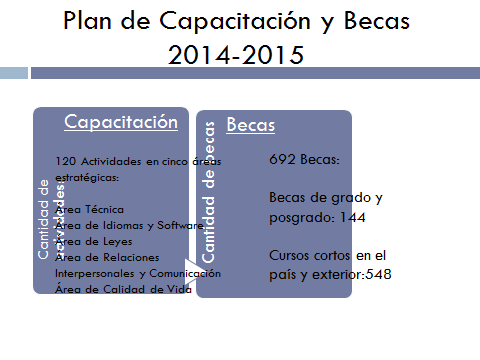 Plan de Capacitación y Becas
2014-2015
Capacitación
Cantidad de
actividades:
120 Actividades en cinco áreas
estratégicas:
Área Técnica
Área de Idiomas y Software
Área de Leyes
Área de Relaciones
Interpersonales y Comunicación
Área de Calidad de Vida
Becas
Cantidad de becas
692 Becas:
Becas de grado y
posgrado: 144
Cursos cortos en el
país y exterior:548